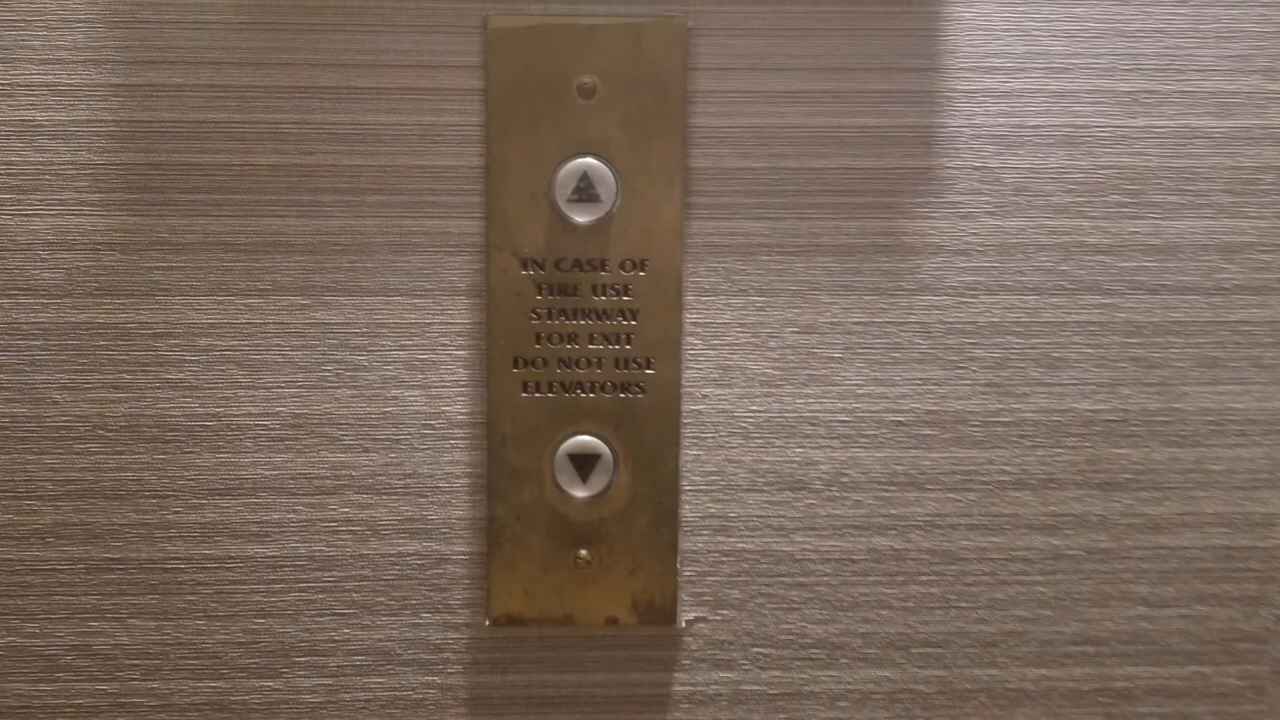 IN CASE OF
FIRE USE
STAIRWAY
FOR EXIT
DO NOT USE
ELEVATORS